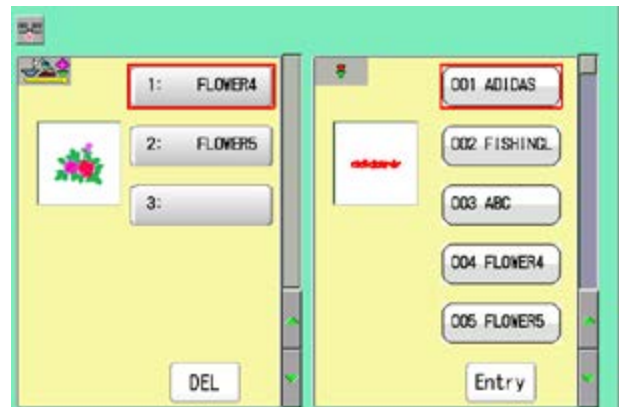 1: FLOWER4
2: FLOWER5
3:
DEL
001 ADIDAS
002 FISHINGL
003 ABC
004 FLOWER4
005 FLOWER5
Entry